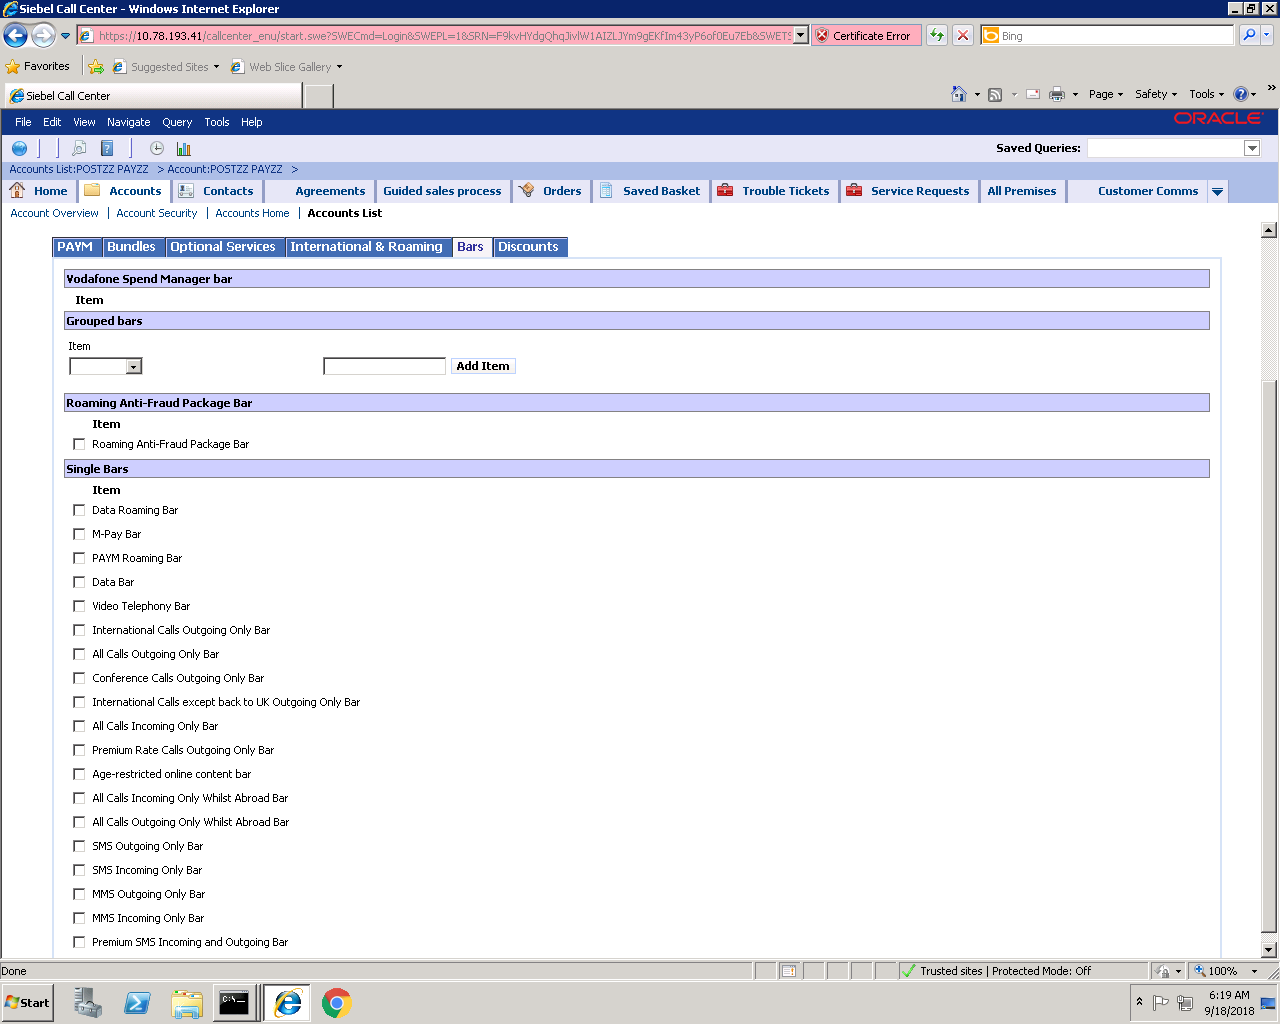 Siebel Call Center - Windows Internet Explorer
https://10.78.193.41/callcenter_enu/start.swe?SWECmd=Login&SWEPL=1&SRN=
Certificate Error
Bing
Favorites
Suggested Sites
Web Slice Gallery
Siebel Call Center
Page
Safety
Tools
File Edit View Navigate Query Tools Help
ORACLE
Saved Queries:
Accounts List:POSTZZ PAYZZ > Account:POSTZZ PAYZZ >
Home Accounts Contacts Agreements Guided sales process Orders Saved Basket Trouble Tickets Service Requests All Premises Customer Comms
Account Overview | Account Security | Accounts Home | Accounts List
PAYM Bundles Optional Services International & Roaming Bars Discounts
Vodafone Spend Manager bar
Item
Grouped bars
Item
Add Item
Roaming Anti-Fraud Package Bar
Item
Roaming Anti-Fraud Package Bar
Single Bars
Item
Data Roaming Bar
M-Pay Bar
PAYM Roaming Bar
Data Bar
Video Telephony Bar
International Calls Outgoing Only Bar
All Calls Outgoing Only Bar
Conference Calls Outgoing Only Bar
International Calls except back to UK Outgoing Only Bar
All Calls Incoming Only Bar
Premium Rate Calls Outgoing Only Bar
Age-restricted online content bar
All Calls Incoming Only Whilst Abroad Bar
All Calls Outgoing Only Whilst Abroad Bar
SMS Outgoing Only Bar
SMS Incoming Only Bar
MMS Outgoing Only Bar
MMS Incoming Only Bar
Premium SMS Incoming and Outgoing Bar
Done
Trusted sites | Protected Mode: Off
100%
Start
C:\.
6:19 AM
9/18/2018